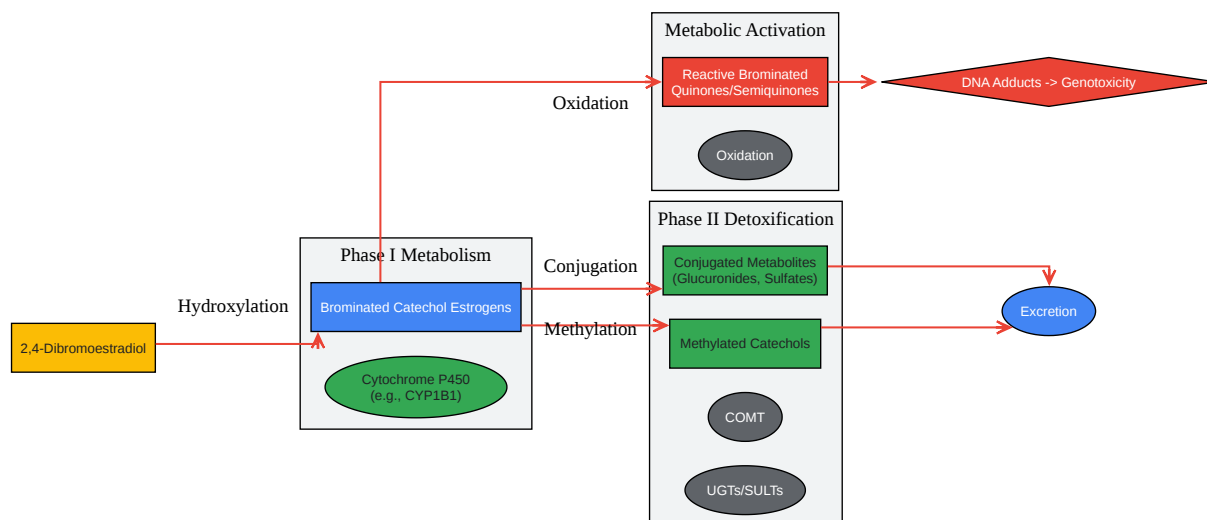 Metabolic Activation
Reactive Brominated
Quinones/Semiquinones
DNA Adducts -> Genotoxicity
Oxidation
Oxidation
Phase II Detoxification
Phase I Metabolism
Conjugation
Conjugated Metabolites
(Glucuronides, Sulfates)
Hydroxylation
Brominated Catechol Estrogens
Excretion
Methylation
2,4-Dibromoestradiol
Methylated Catechols
Cytochrome P450
(e.g., CYP1B1)
COMT
UGTs/SULTs